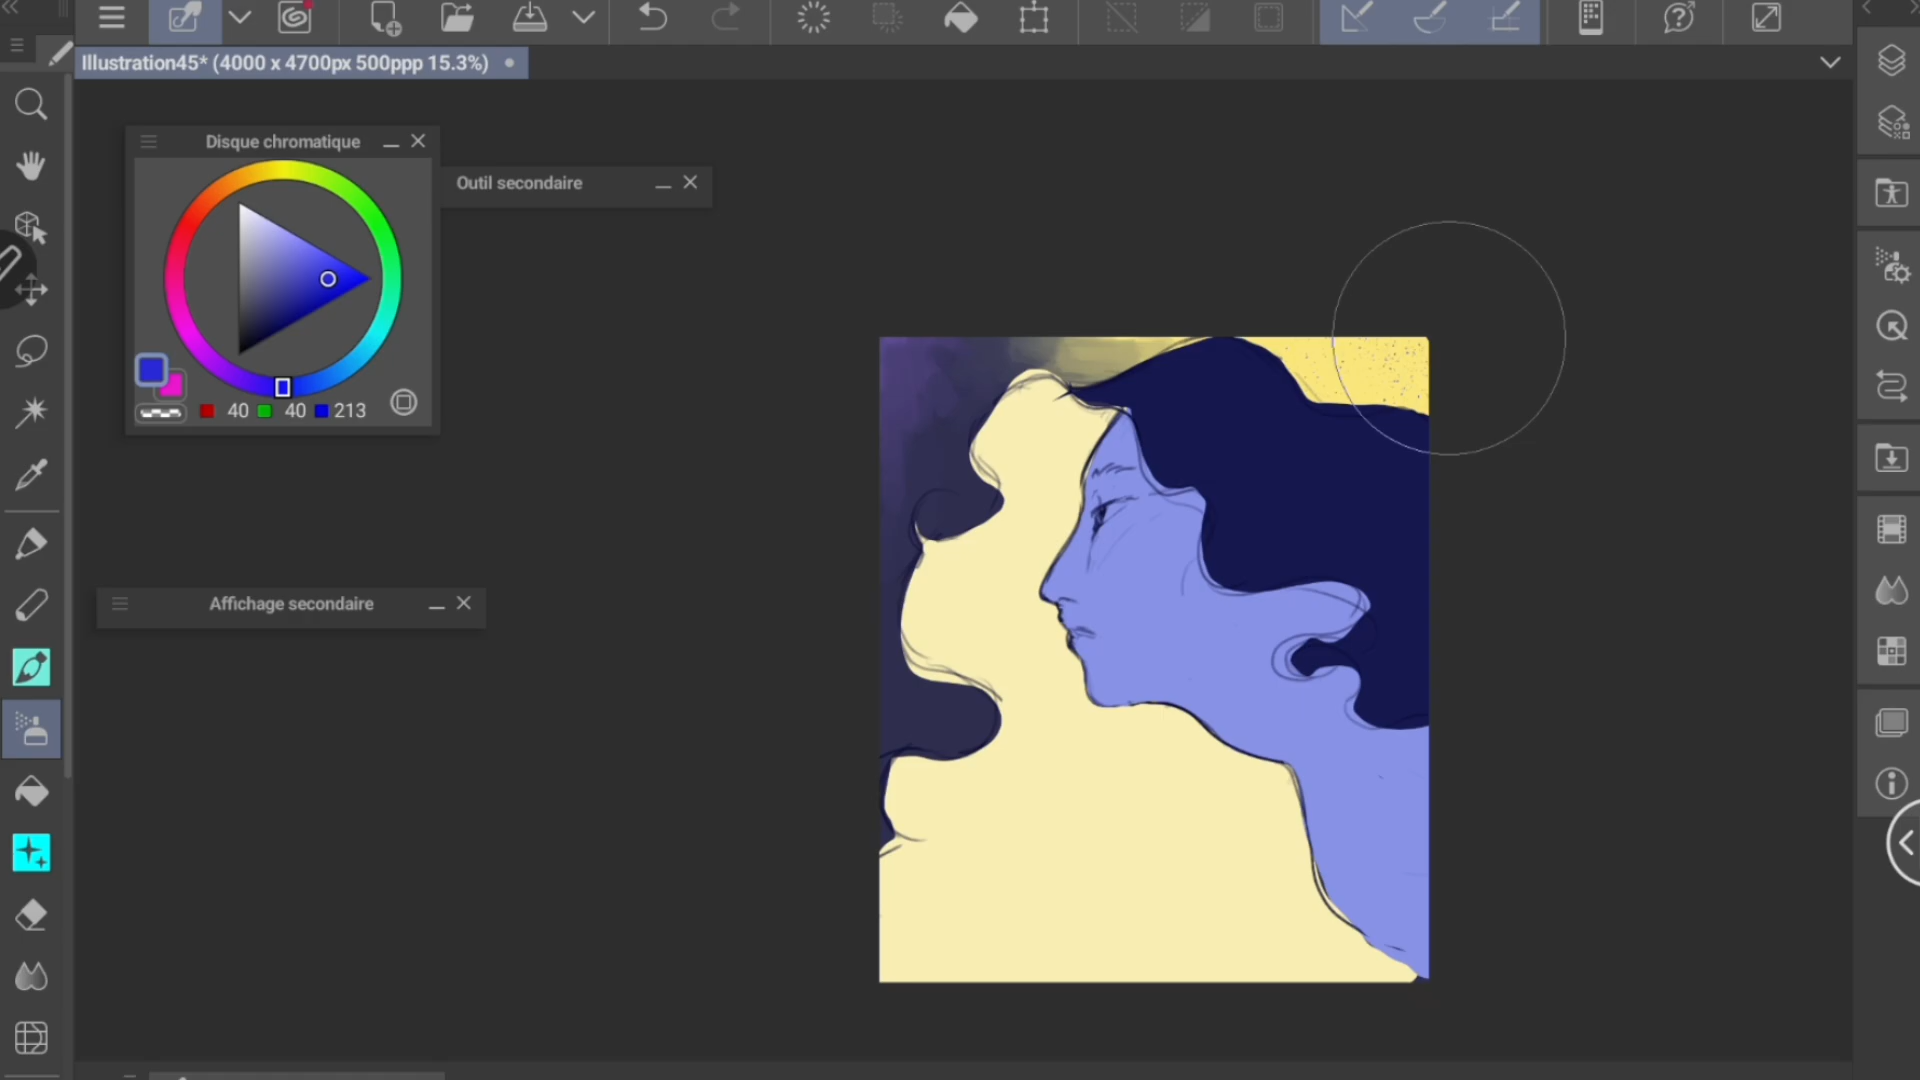 Illustration45* (4000 x 4700px 500ppp 15.3%)
Disque chromatique
Outil secondaire
40 40 213
Affichage secondaire